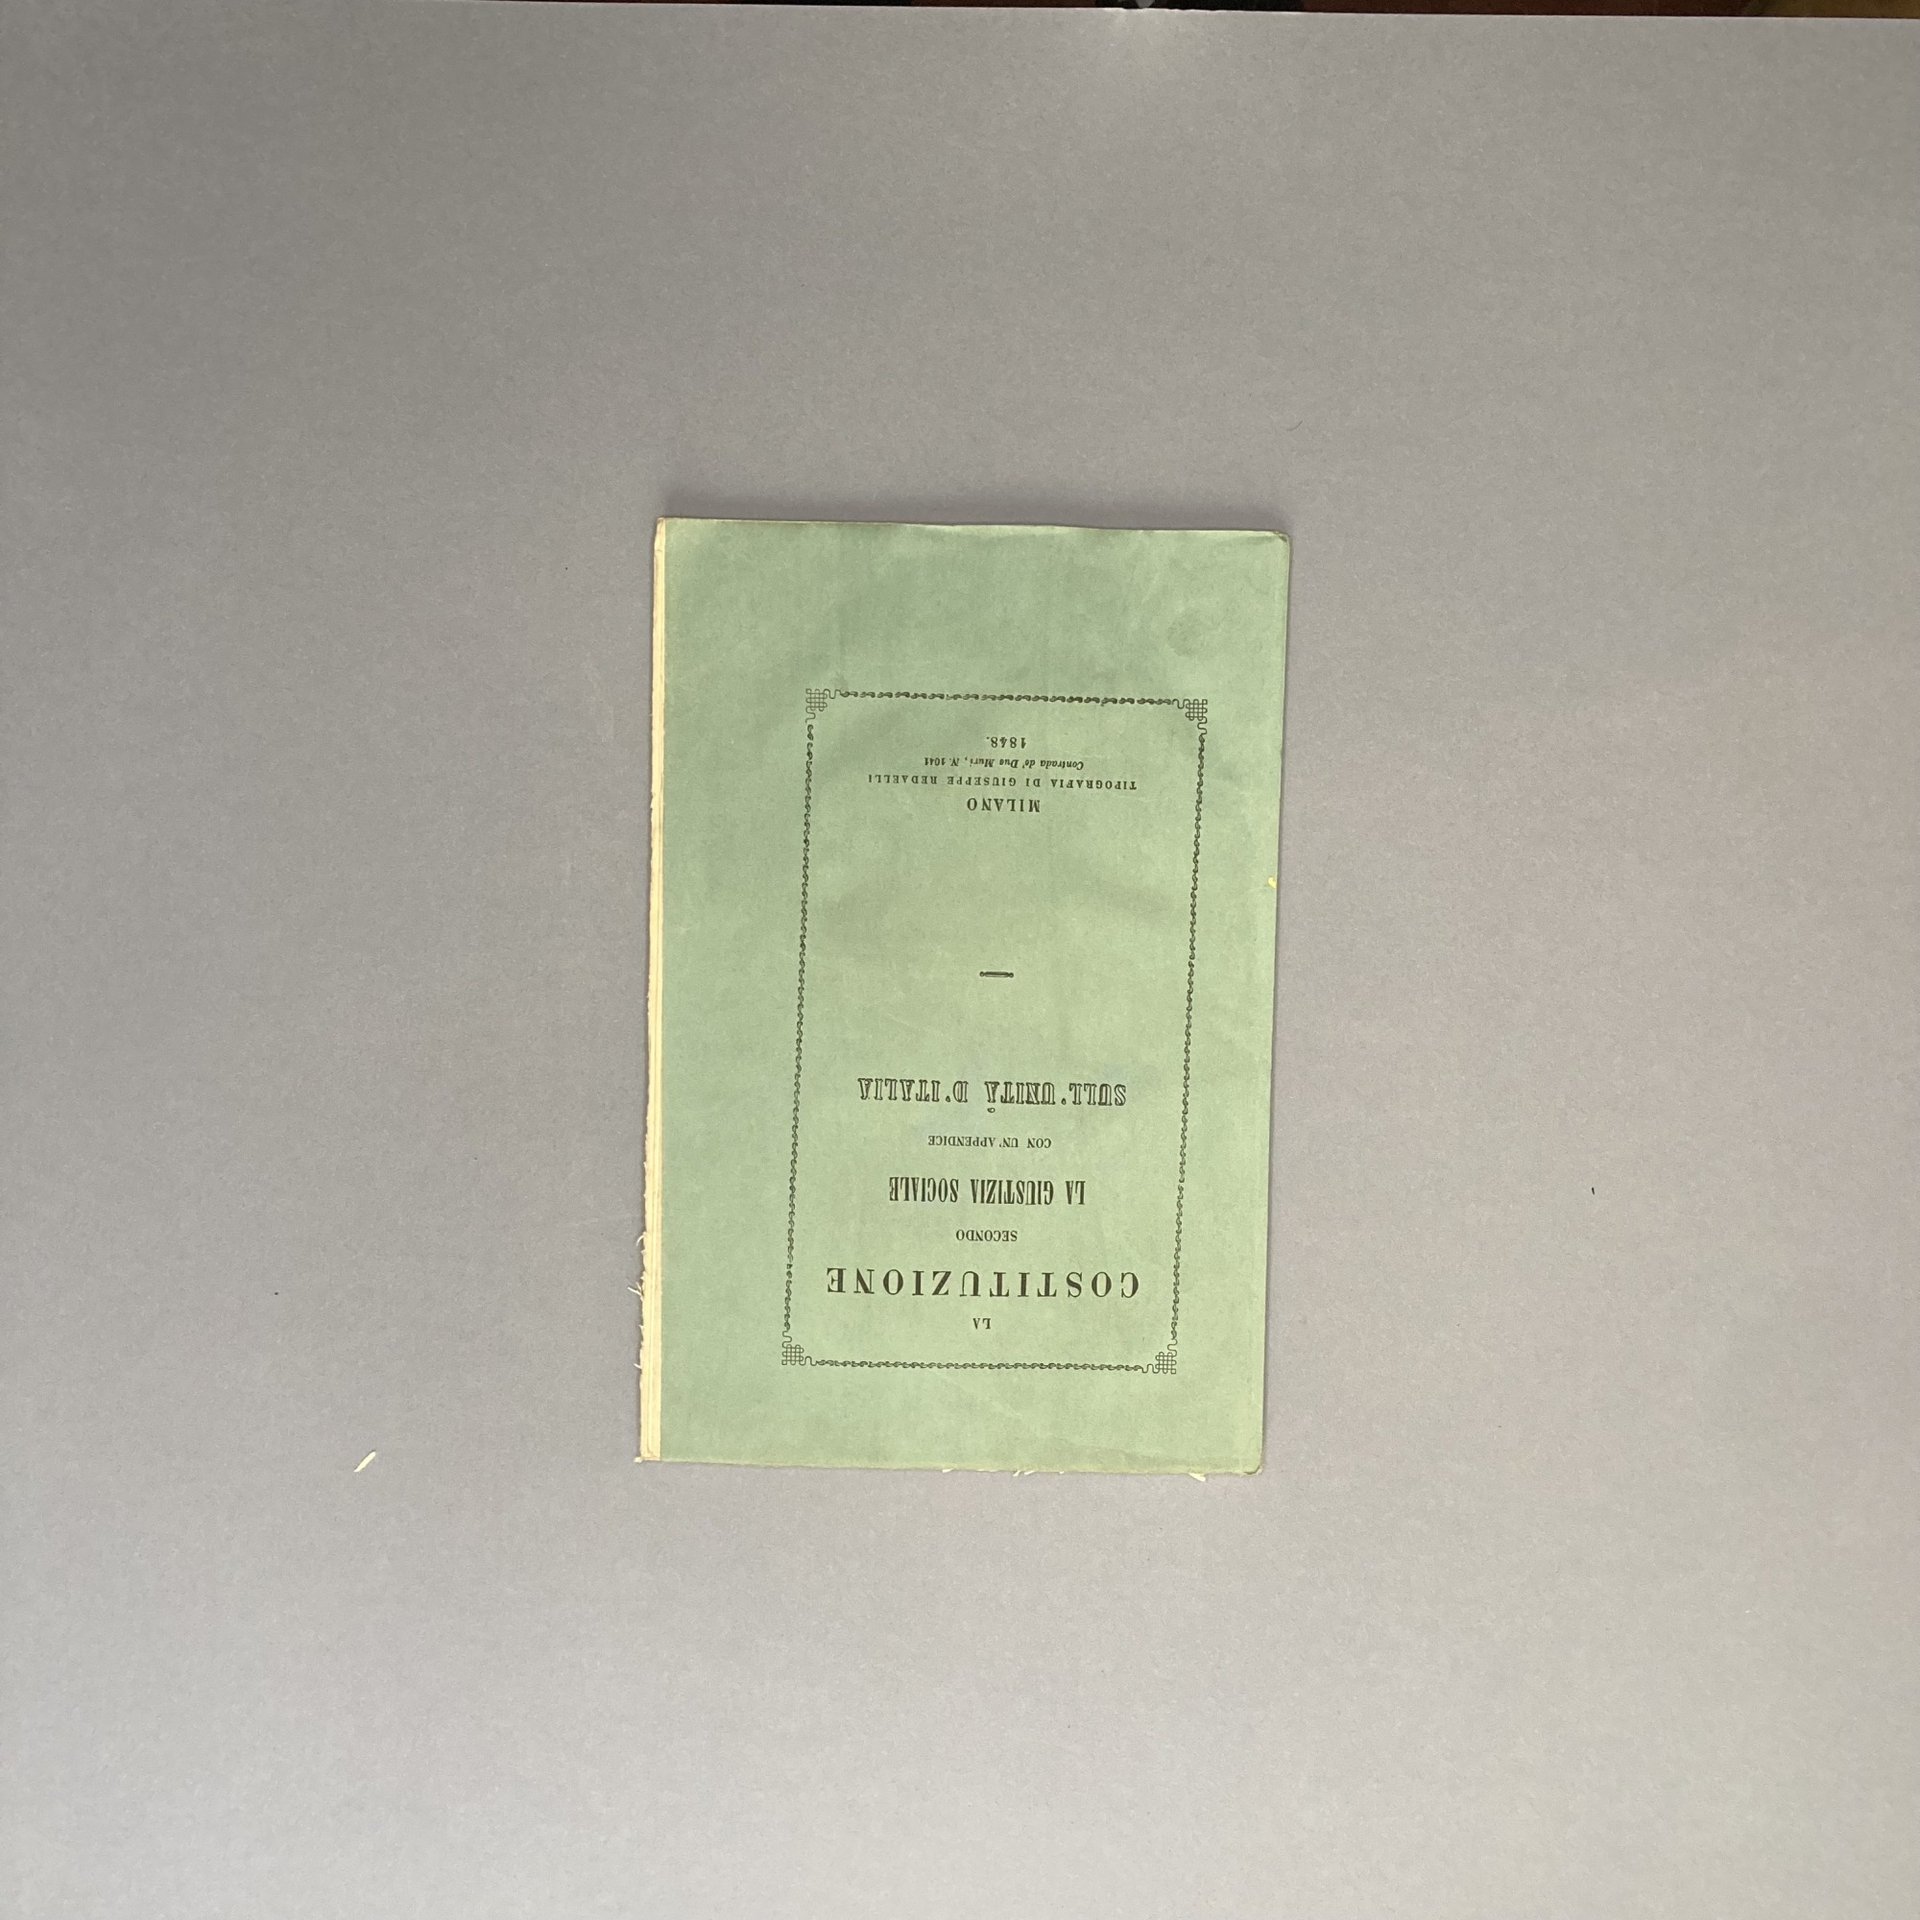 LA
COSTITUZIONE
SECONDO
LA GIUSTIZIA SOCIALE
CON UN' APPENDICE
SULL'UNITÀ D'ITALIA
MILANO
TIPOGRAFIA DI GIUSEPPE REDAELLI
Contrada de' Due Muri, N. 1041
1848.